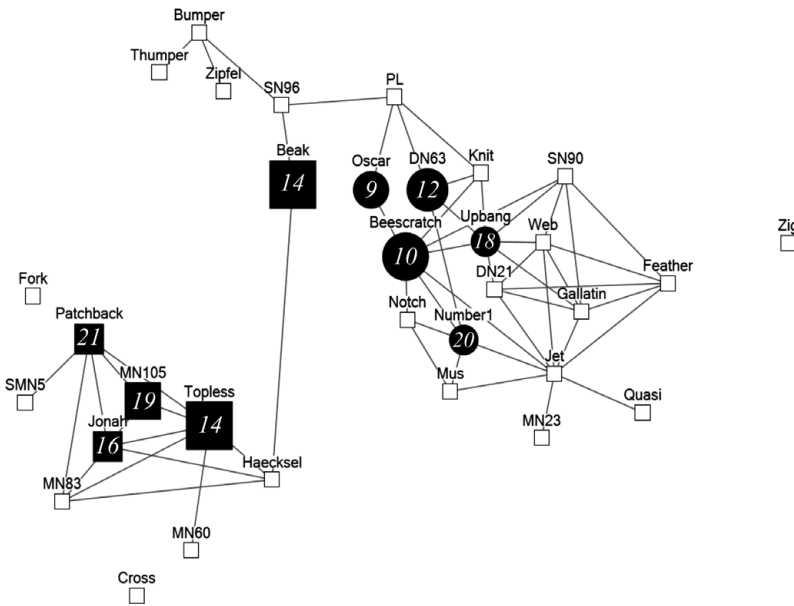 Bumper
Thumper
Zipfel
SN96
PL
Beak
14
Oscar
9
DN63
12
Knit
SN90
Beescratch
10
Upbang
18
Web
DN21
Feather
Gallatin
Notch
Number1
20
Jet
Mus
Quasi
MN23
Zig
Fork
Patchback
21
MN105
19
SMN5
Topless
14
Jonah
16
Haecksel
MN83
MN60
Cross